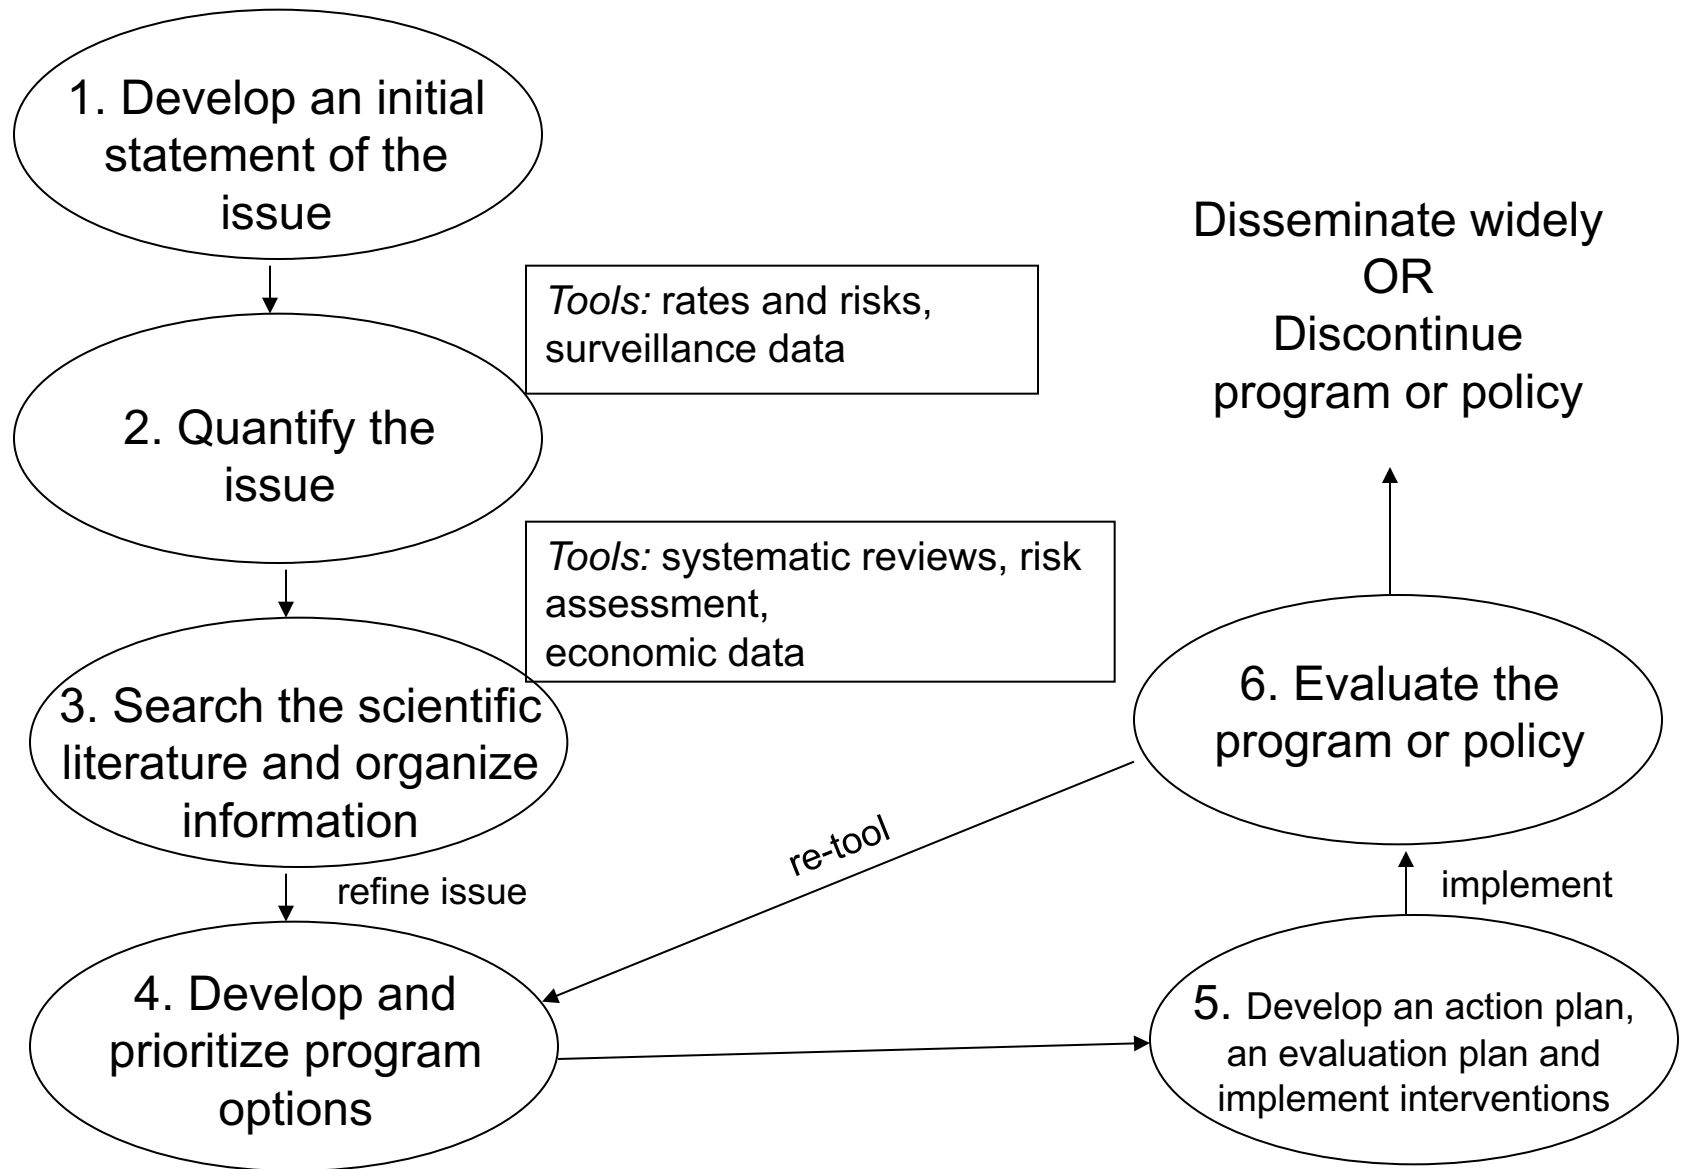 1. Develop an initial
statement of the
issue
Tools: rates and risks,
surveillance data
2. Quantify the
issue
Tools: systematic reviews, risk
assessment,
economic data
3. Search the scientific
literature and organize
information
refine issue
4. Develop and
prioritize program
options
re-tool
5. Develop an action plan,
an evaluation plan and
implement interventions
implement
6. Evaluate the
program or policy
Disseminate widely
OR
Discontinue
program or policy